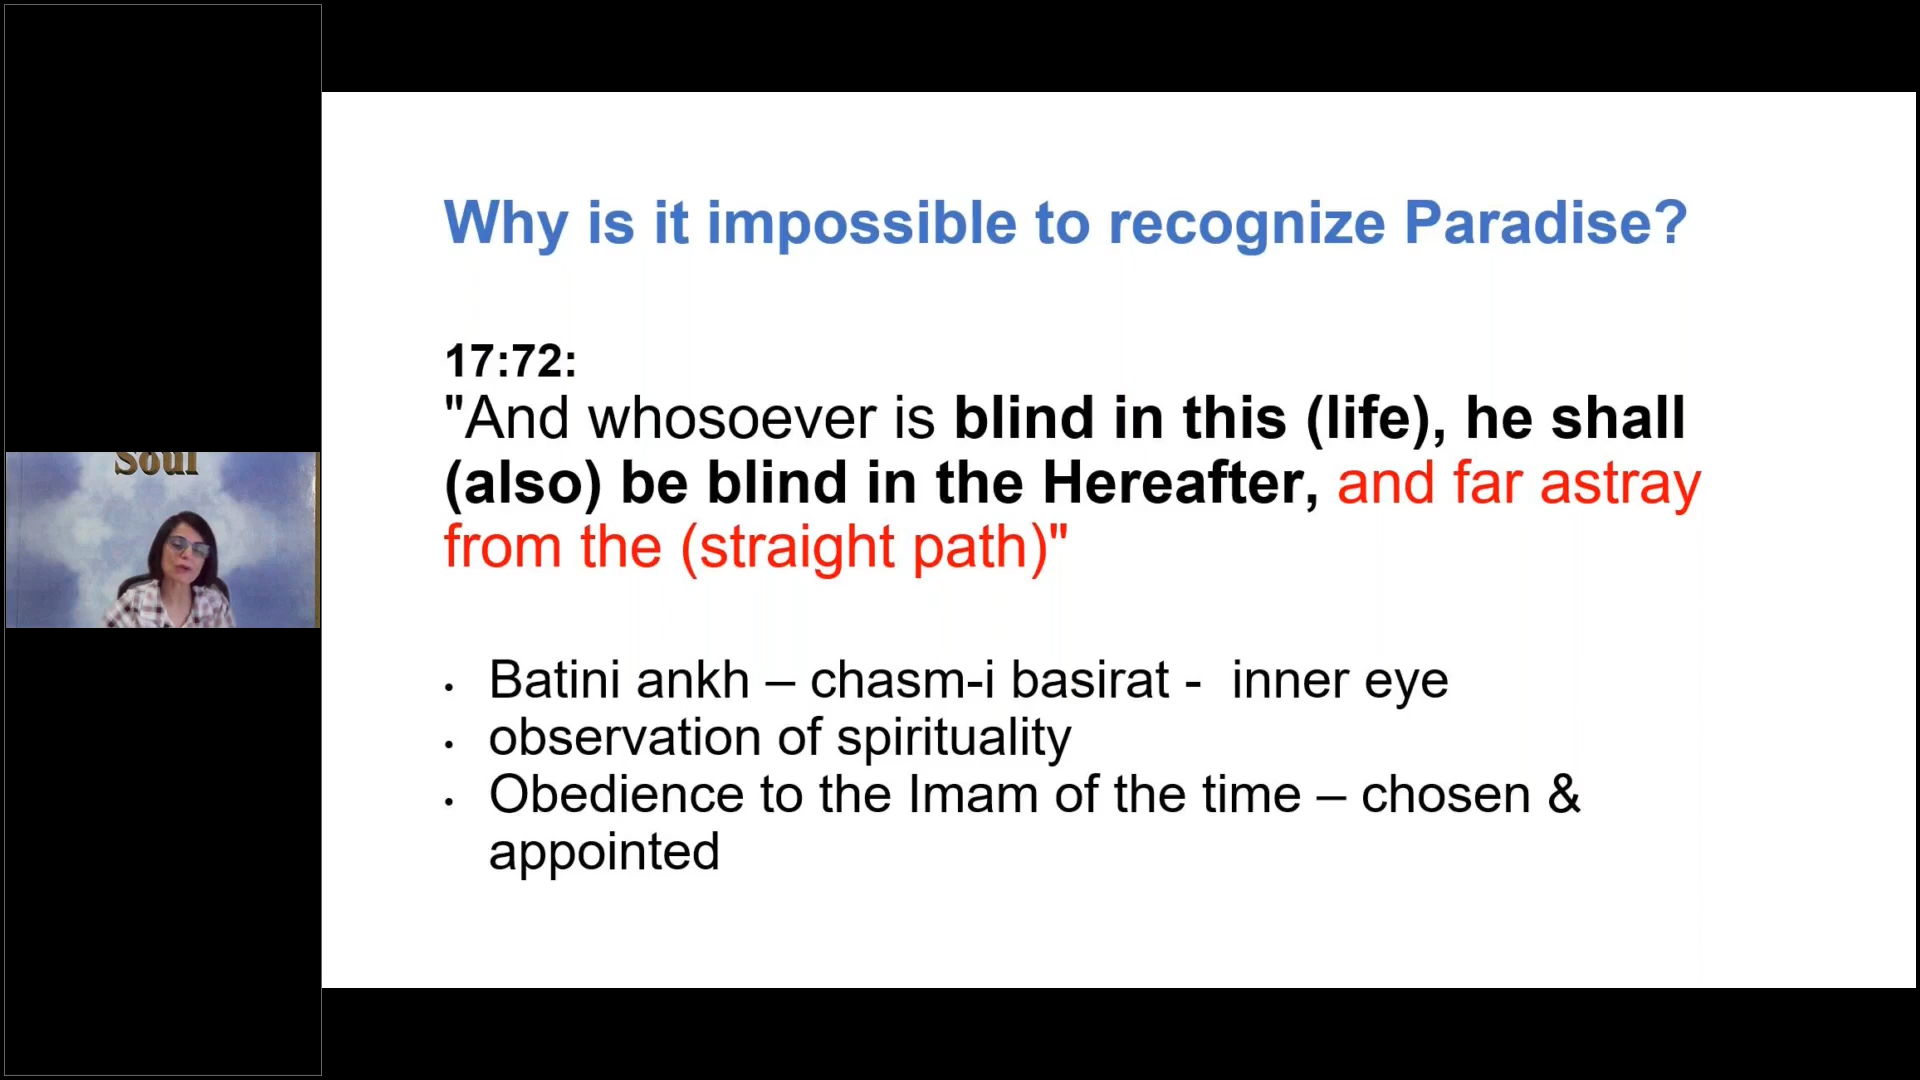 Soul
Why is it impossible to recognize Paradise?
17:72:
"And whosoever is blind in this (life), he shall
(also) be blind in the Hereafter, and far astray
from the (straight path)"
• Batini ankh – chasm-i basirat -  inner eye
• observation of spirituality
• Obedience to the Imam of the time – chosen &
appointed